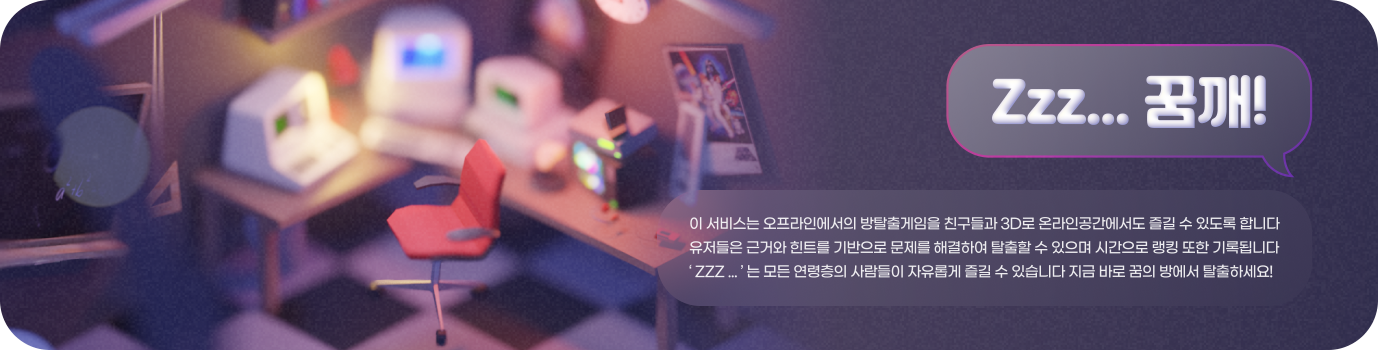 Zzz... 꿈깨!
이 서비스는 오프라인에서의 방탈출게임을 친구들과 3D로 온라인공간에서도 즐길 수 있도록 합니다
유저들은 근거와 힌트를 기반으로 문제를 해결하여 탈출할 수 있으며 시간으로 랭킹 또한 기록됩니다
‘ ZZZ ... ’ 는 모든 연령층의 사람들이 자유롭게 즐길 수 있습니다 지금 바로 꿈의 방에서 탈출하세요!